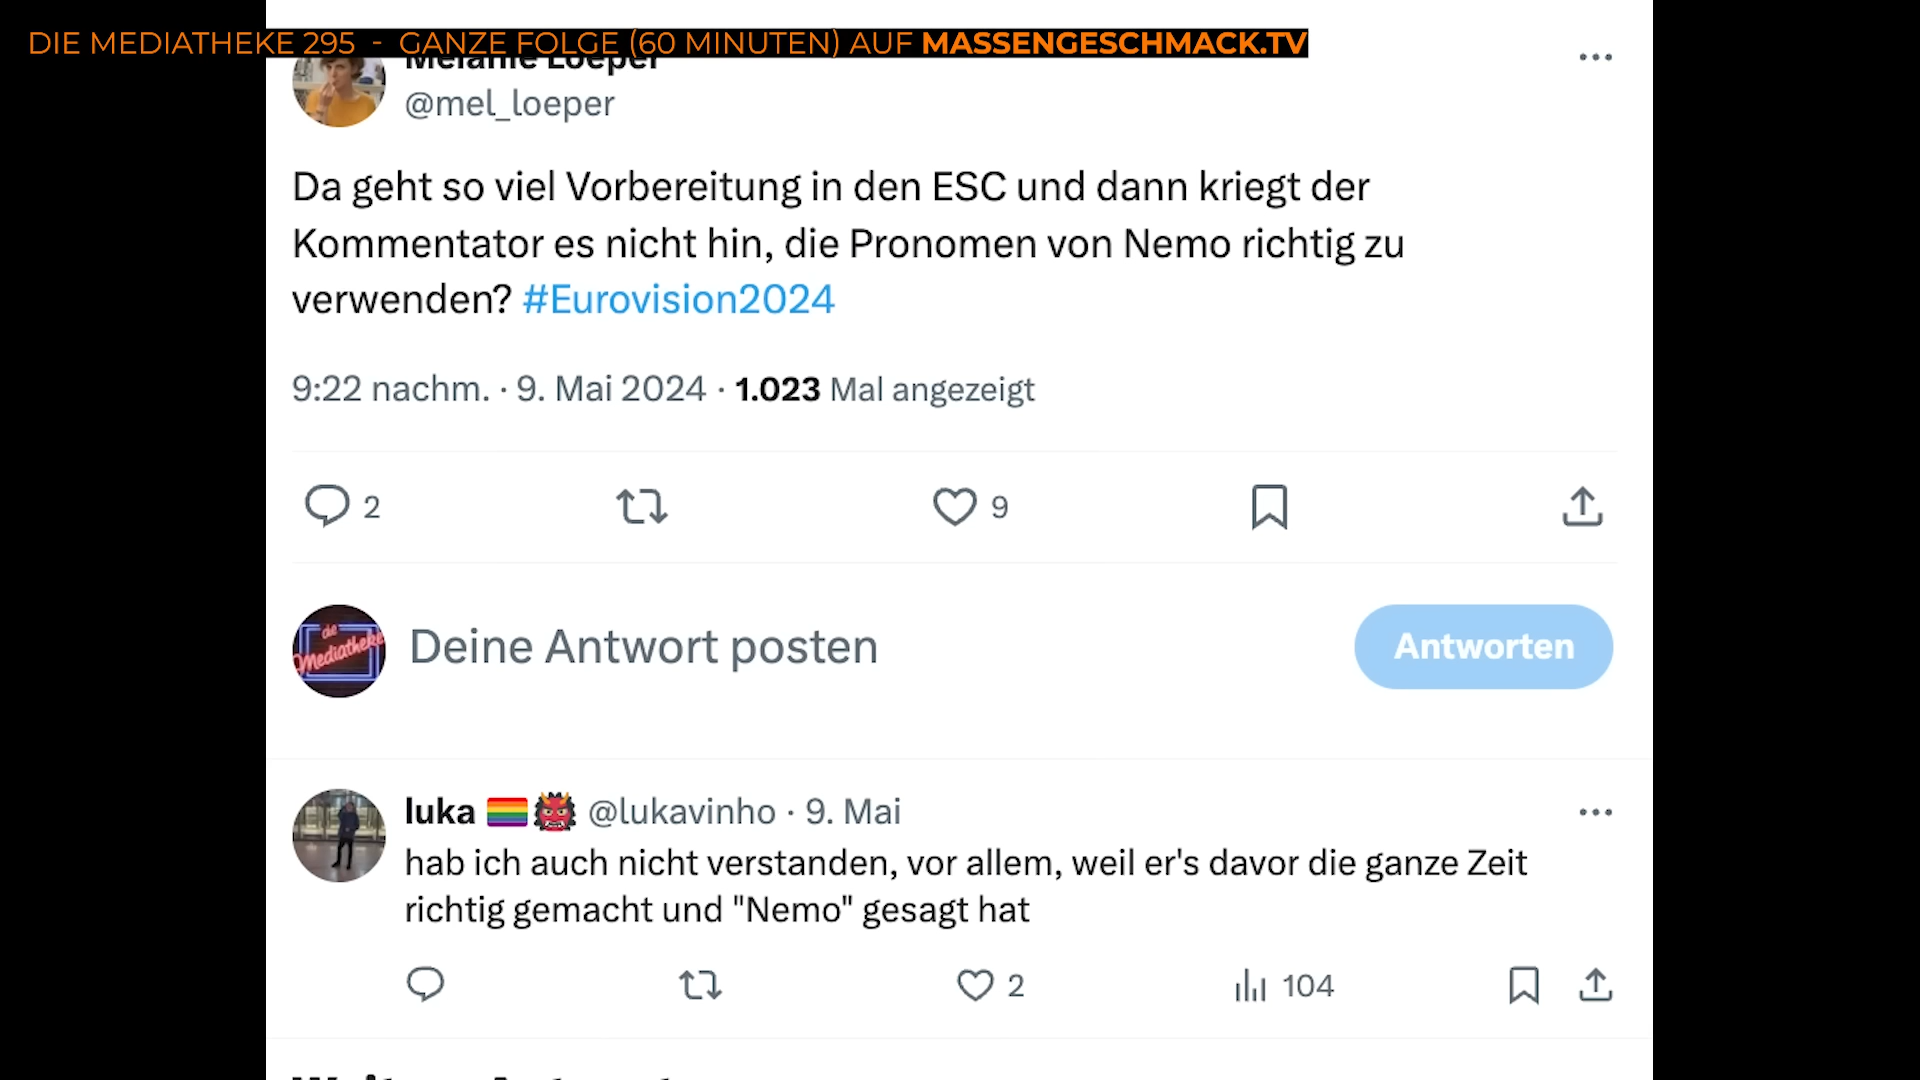 DIE MEDIATHEKE 295 - GANZE FOLGE (60 MINUTEN) AUF MASSENGESCHMACK.TV
Melanie Loeper
@mel_loeper
Da geht so viel Vorbereitung in den ESC und dann kriegt der
Kommentator es nicht hin, die Pronomen von Nemo richtig zu
verwenden? #Eurovision2024
9:22 nachm. · 9. Mai 2024 · 1.023 Mal angezeigt
2 9
die Mediatheke
Deine Antwort posten Antworten
luka 🏳️‍🌈👹 @lukavinho · 9. Mai
hab ich auch nicht verstanden, vor allem, weil er's davor die ganze Zeit
richtig gemacht und "Nemo" gesagt hat
2 104